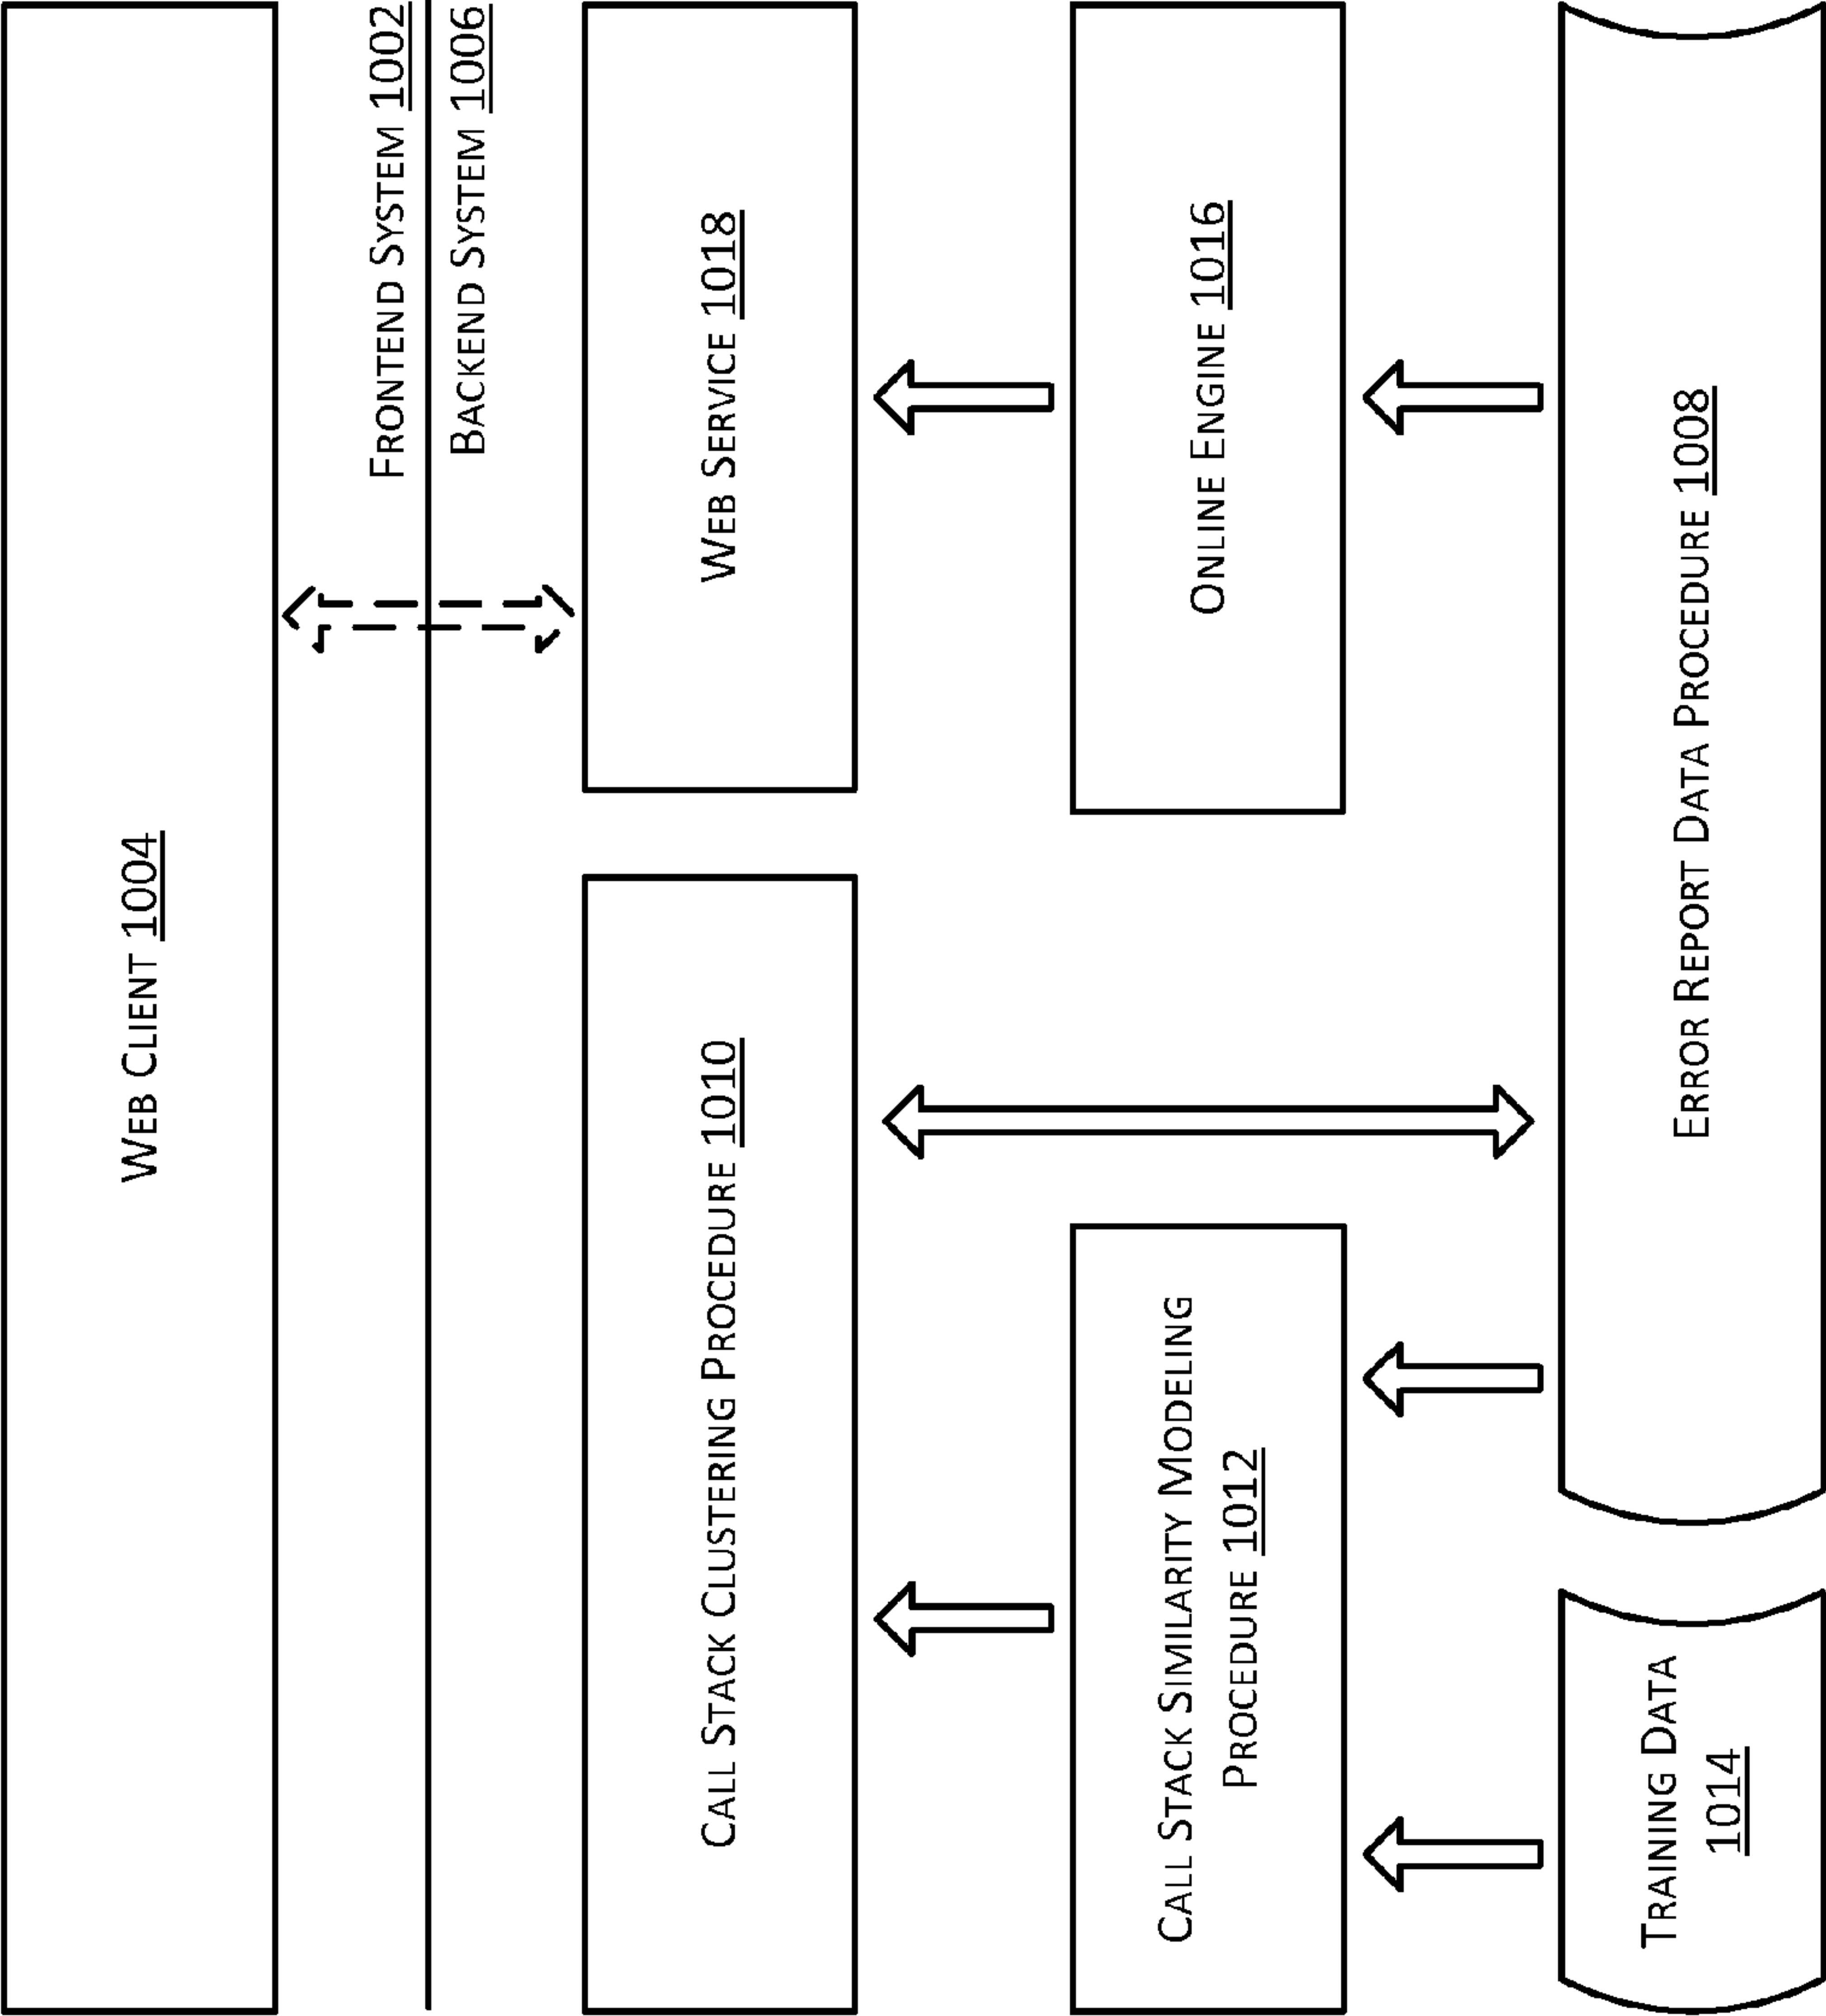 WEB CLIENT 1004
FRONTEND SYSTEM 1002
BACKEND SYSTEM 1006
CALL STACK CLUSTERING PROCEDURE 1010
WEB SERVICE 1018
CALL STACK SIMILARITY MODELING
PROCEDURE 1012
ONLINE ENGINE 1016
TRAINING DATA
1014
ERROR REPORT DATA PROCEDURE 1008